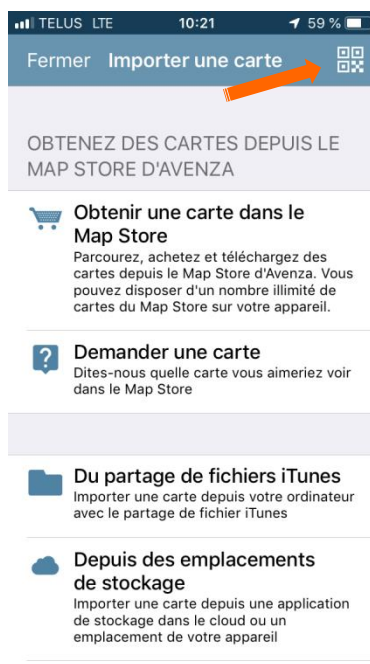 TELUS LTE 10:21 59 %
Fermer Importer une carte
OBTENEZ DES CARTES DEPUIS LE
MAP STORE D'AVENZA
Obtenir une carte dans le
Map Store
Parcourez, achetez et téléchargez des
cartes depuis le Map Store d'Avenza. Vous
pouvez disposer d'un nombre illimité de
cartes du Map Store sur votre appareil.
Demander une carte
Dites-nous quelle carte vous aimeriez voir
dans le Map Store
Du partage de fichiers iTunes
Importer une carte depuis votre ordinateur
avec le partage de fichier iTunes
Depuis des emplacements
de stockage
Importer une carte depuis une application
de stockage dans le cloud ou un
emplacement de votre appareil